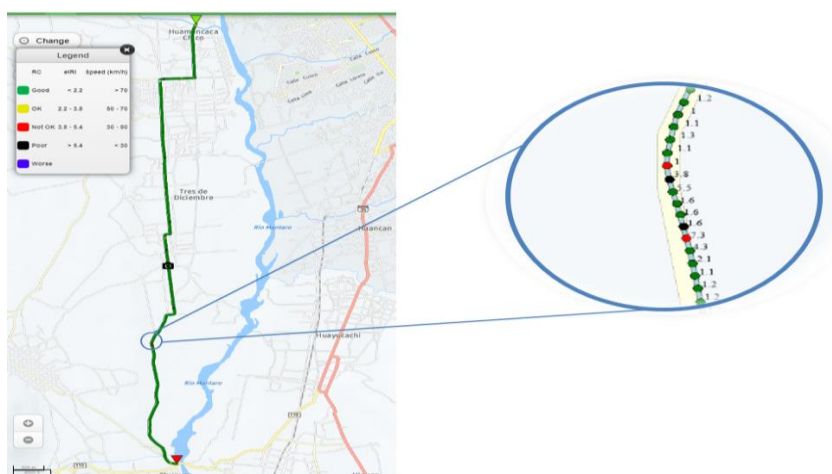 Change
Legend
RC eIRI Speed (km/h)
Good < 2.2 > 70
OK 2.2 - 3.8 50 - 70
Not OK 3.8 - 5.4 30 - 50
Poor > 5.4 < 30
Worse
Huamancaca
Chico
Tres de
Diciembre
Río Mantaro
Huancan
Huayucachi
Río Mantaro
1.2
1
1.1
1.3
1.1
1
3.8
5.5
1.6
1.6
1.6
7.3
4.3
2.1
1.1
1.2
1.2